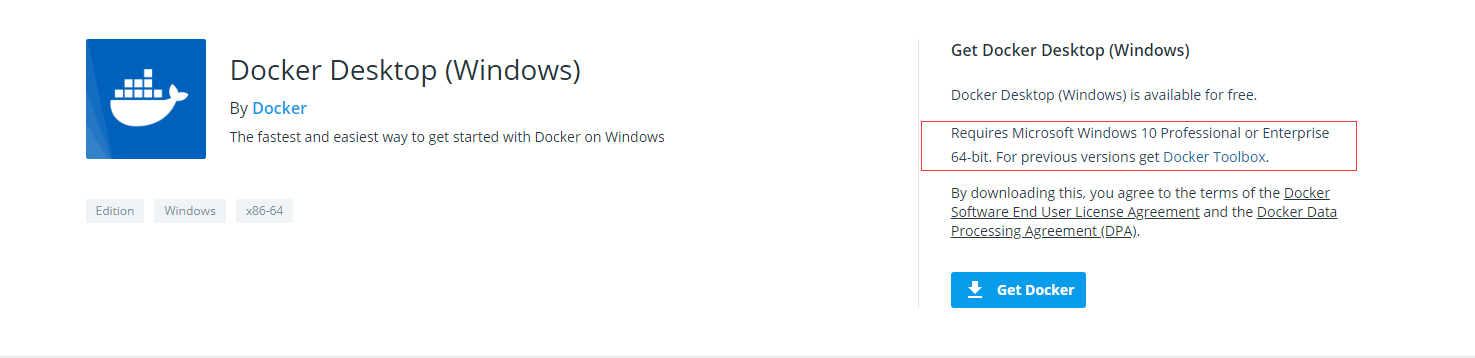 Docker Desktop (Windows)
By Docker
The fastest and easiest way to get started with Docker on Windows
Edition
Windows
x86-64
Get Docker Desktop (Windows)
Docker Desktop (Windows) is available for free.
Requires Microsoft Windows 10 Professional or Enterprise
64-bit. For previous versions get Docker Toolbox.
By downloading this, you agree to the terms of the Docker
Software End User License Agreement and the Docker Data
Processing Agreement (DPA).
Get Docker